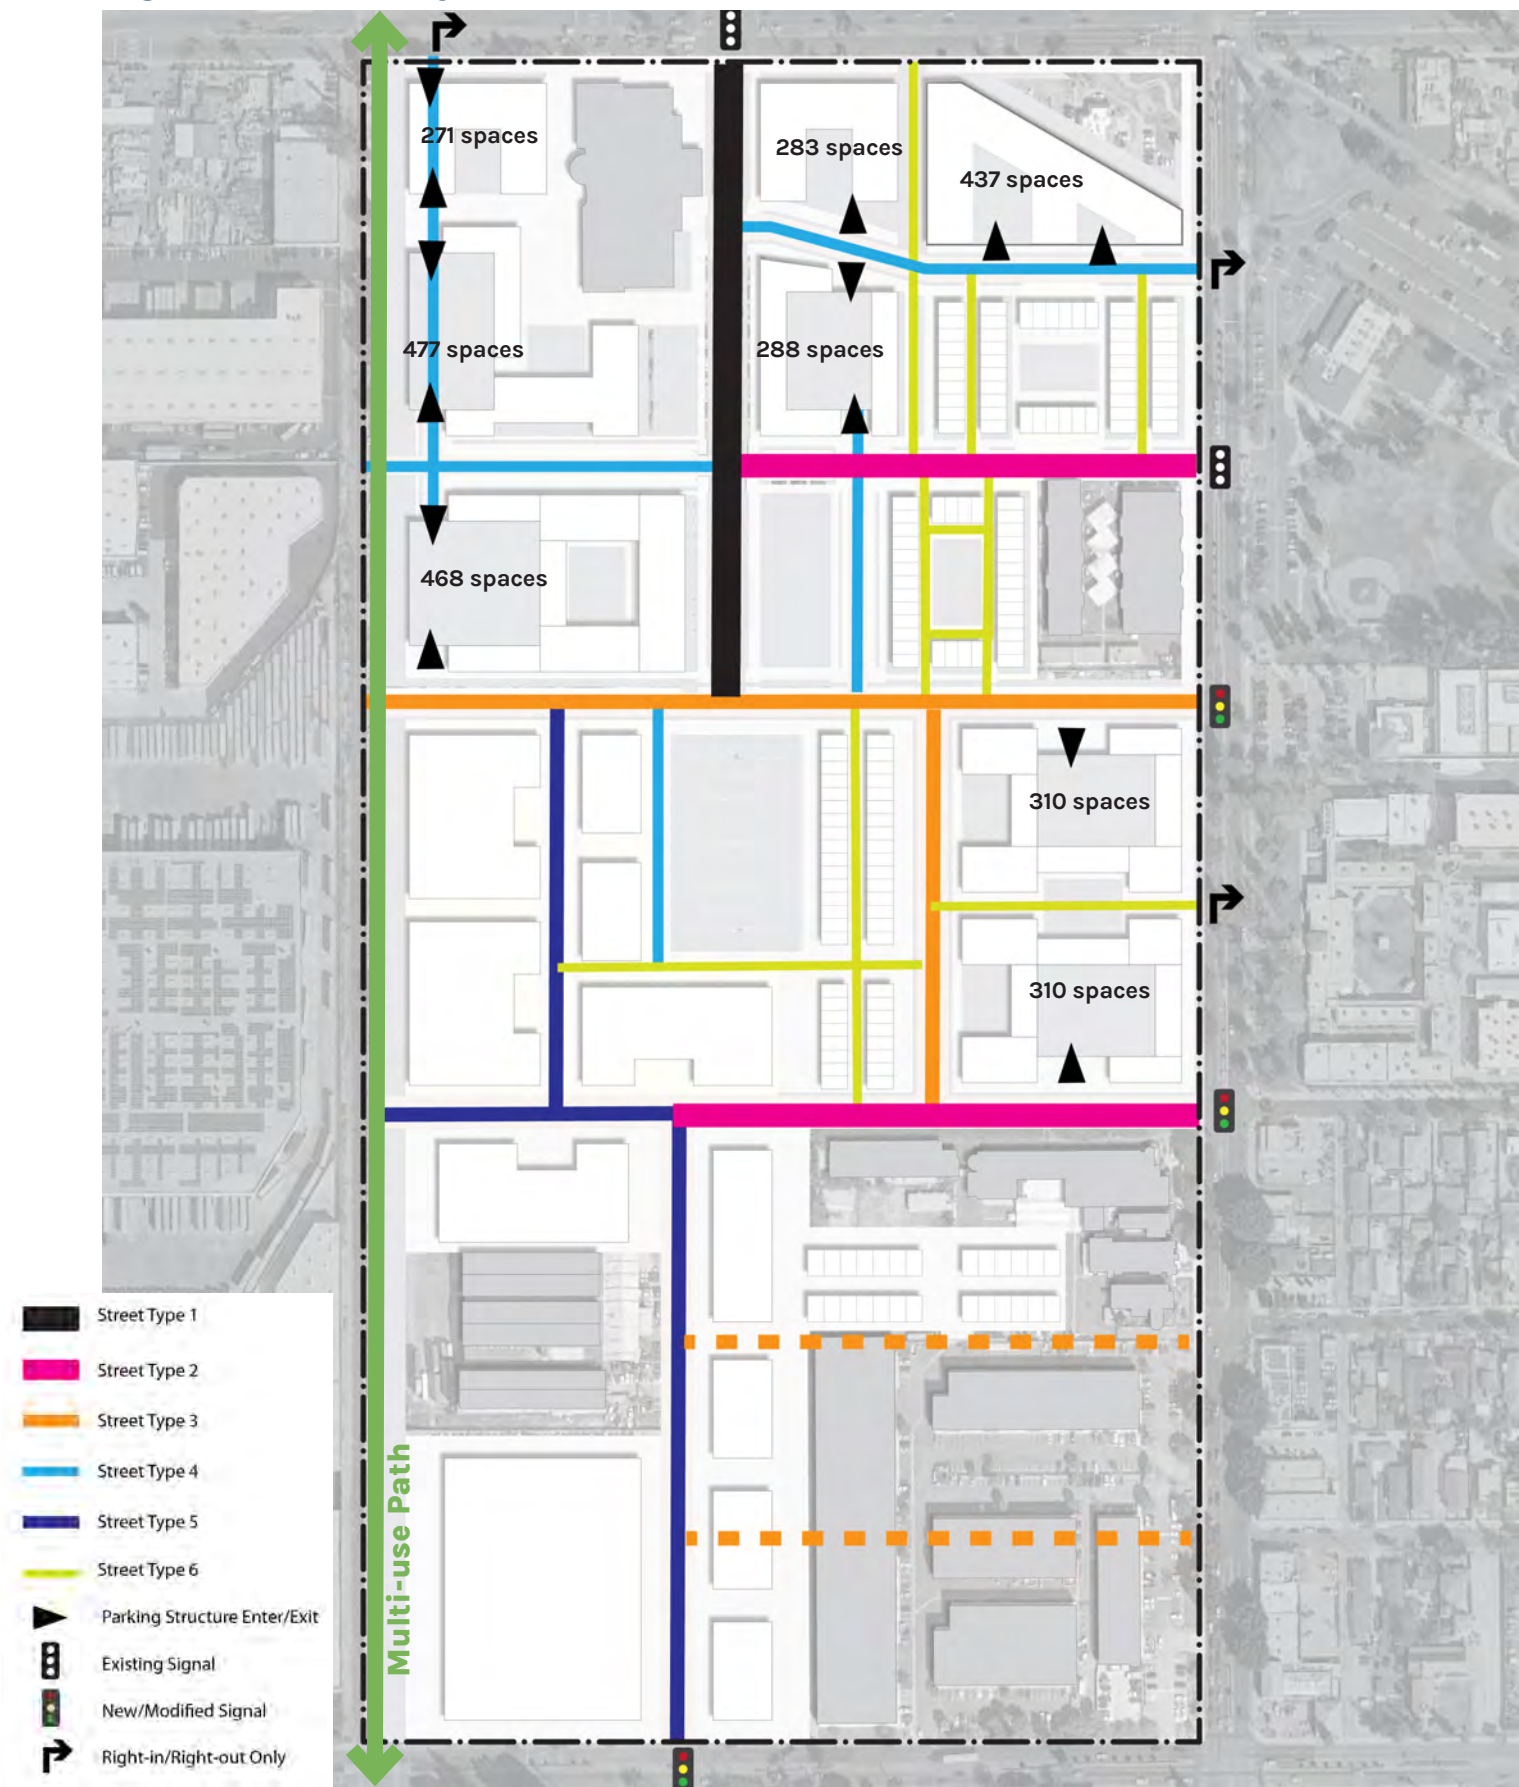 271 spaces
283 spaces
437 spaces
477 spaces
288 spaces
468 spaces
310 spaces
310 spaces
Multi-use Path
Street Type 1
Street Type 2
Street Type 3
Street Type 4
Street Type 5
Street Type 6
Parking Structure Enter/Exit
Existing Signal
New/Modified Signal
Right-in/Right-out Only